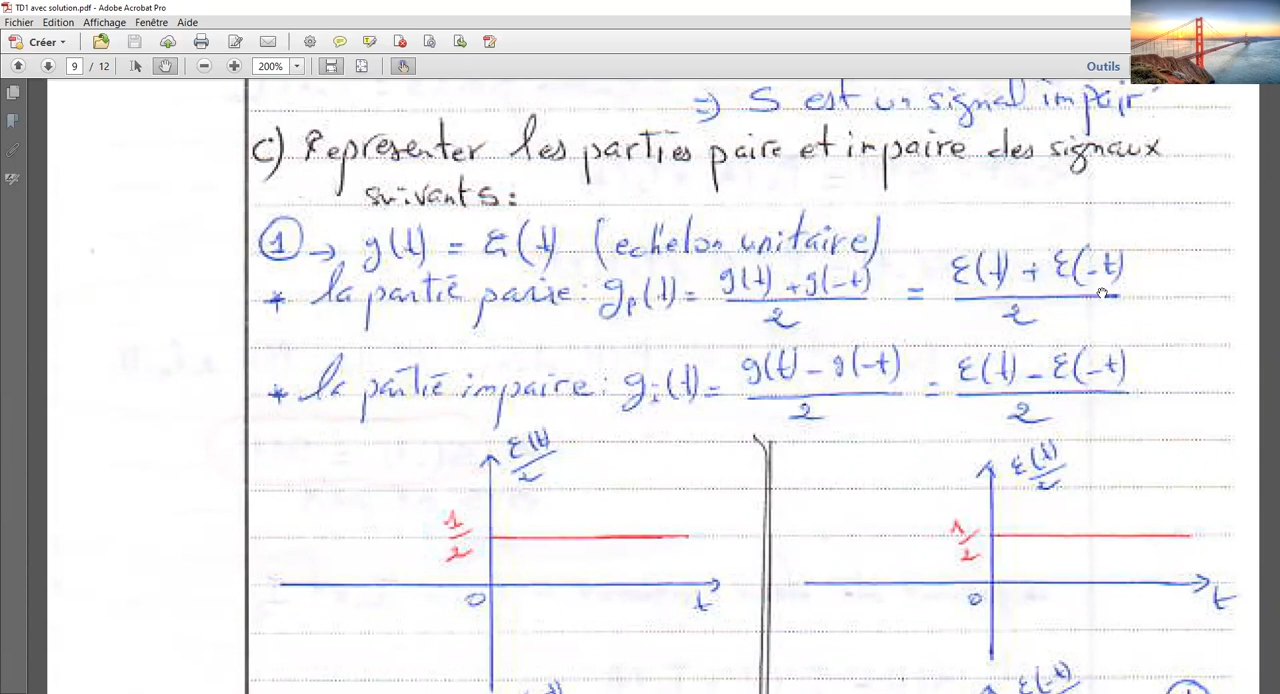 TD1 avec solution.pdf - Adobe Acrobat Pro
Fichier Edition Affichage Fenêtre Aide
Créer
9 / 12 200% Outils
=> S est un signal impair
c) Représenter les parties paire et impaire des signaux
suivants:
① → g(t) = ε(t) (echelon unitaire)
* la partie paire: gₚ(t) = (g(t) + g(-t))/2 = (ε(t) + ε(-t))/2
* la partie impaire: gᵢ(t) = (g(t) - g(-t))/2 = (ε(t) - ε(-t))/2
ε(t)/2
1/2
0 t
ε(t)/2
1/2
0 t
ε(-t)